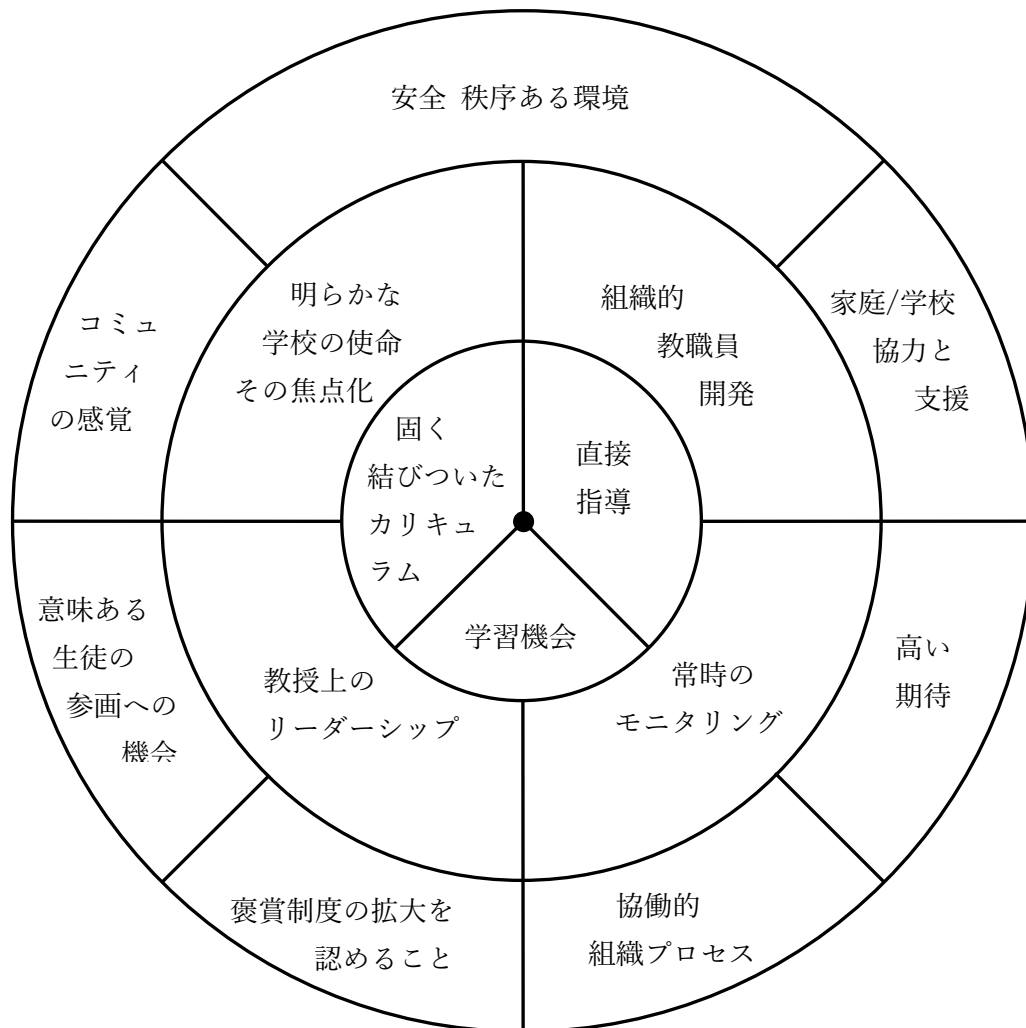 安全 秩序ある環境
コミュ
ニティ
の感覚
明らかな
学校の使命
その焦点化
組織的
教職員
開発
家庭/学校
協力と
支援
固く
結びついた
カリキュ
ラム
直接
指導
学習機会
意味ある
生徒の
参画への
機会
教授上の
リーダーシップ
常時の
モニタリング
高い
期待
褒賞制度の拡大を
認めること
協働的
組織プロセス